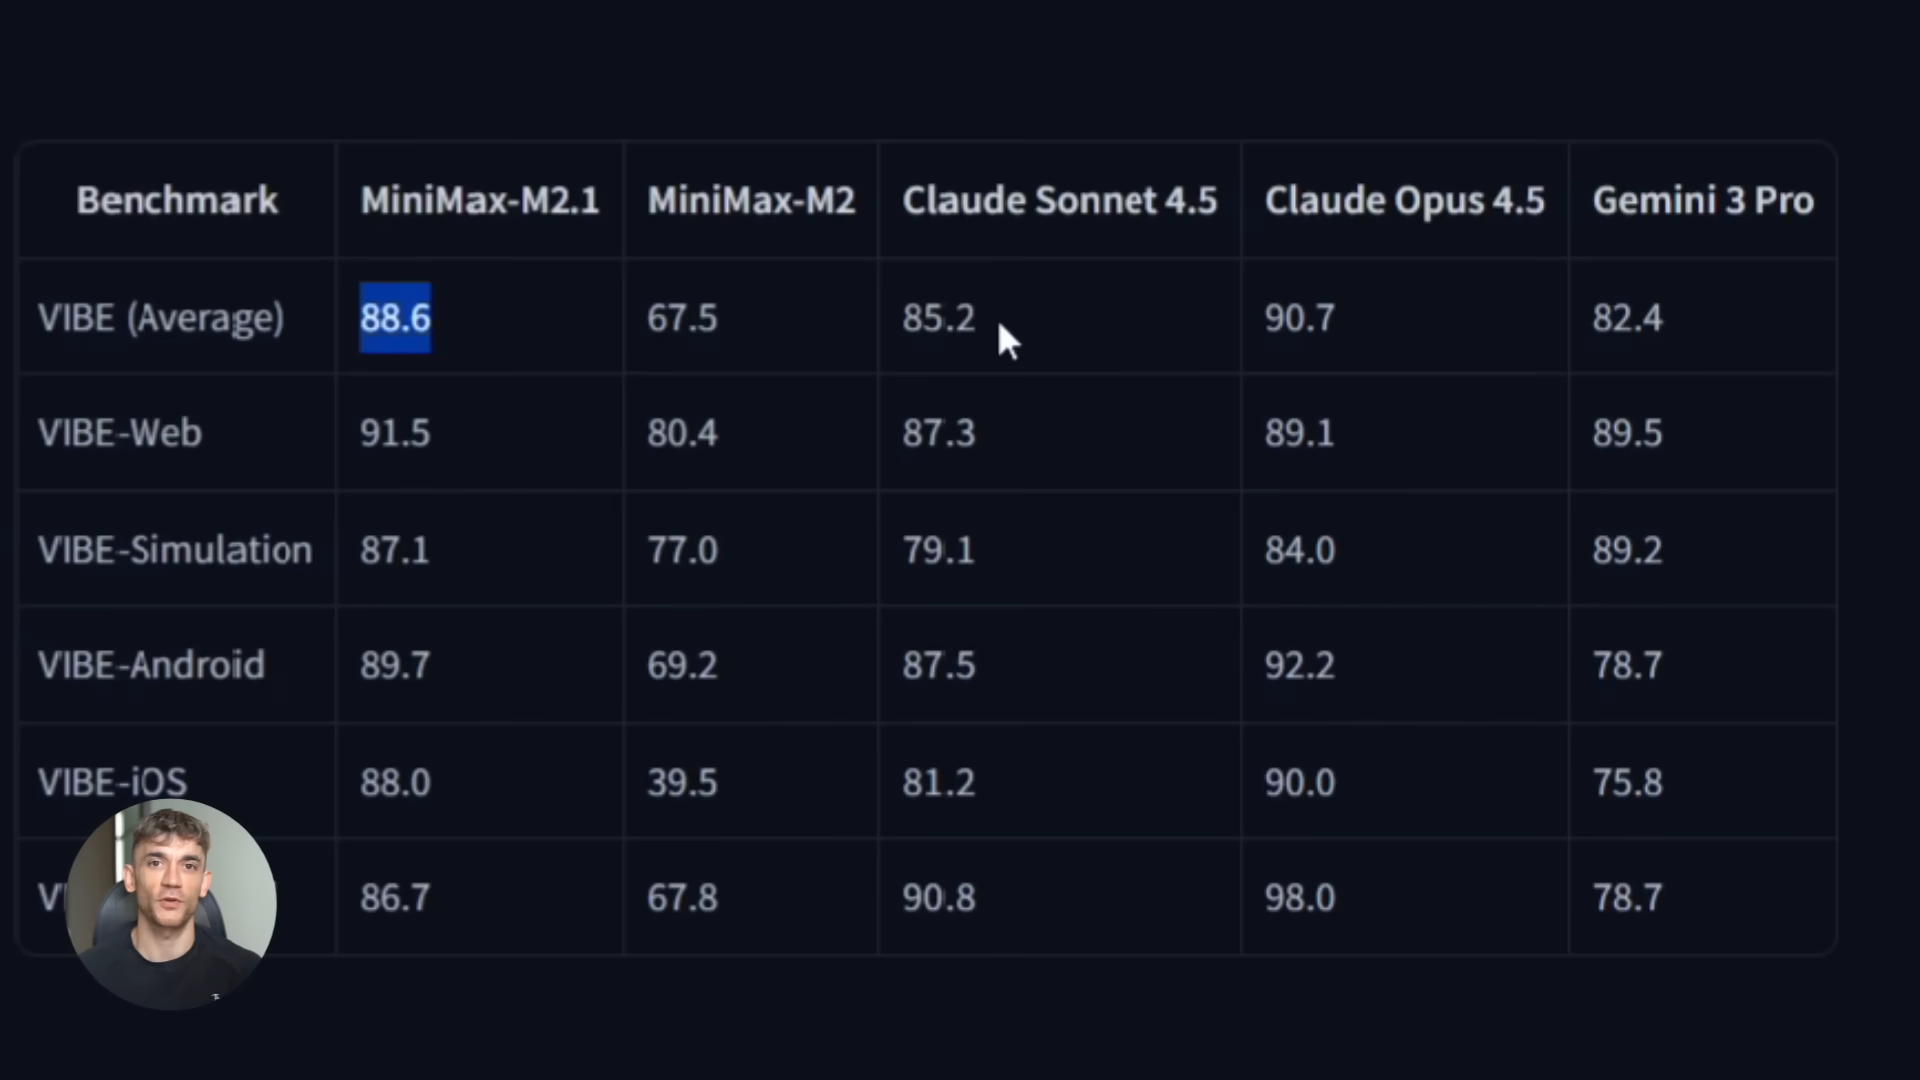 Benchmark MiniMax-M2.1 MiniMax-M2 Claude Sonnet 4.5 Claude Opus 4.5 Gemini 3 Pro
VIBE (Average) 88.6 67.5 85.2 90.7 82.4
VIBE-Web 91.5 80.4 87.3 89.1 89.5
VIBE-Simulation 87.1 77.0 79.1 84.0 89.2
VIBE-Android 89.7 69.2 87.5 92.2 78.7
VIBE-iOS 88.0 39.5 81.2 90.0 75.8
86.7 67.8 90.8 98.0 78.7